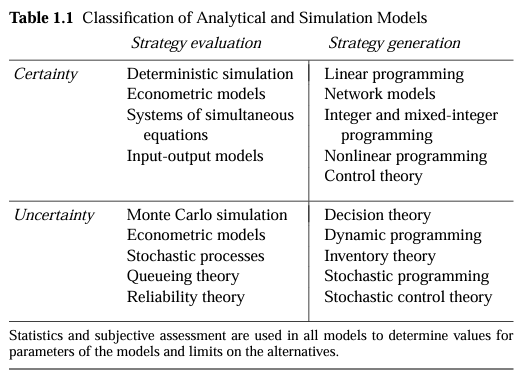 Table 1.1 Classification of Analytical and Simulation Models
Strategy evaluation Strategy generation
Certainty Deterministic simulation Linear programming
Econometric models Network models
Systems of simultaneous Integer and mixed-integer
equations programming
Input-output models Nonlinear programming
Control theory
Uncertainty Monte Carlo simulation Decision theory
Econometric models Dynamic programming
Stochastic processes Inventory theory
Queueing theory Stochastic programming
Reliability theory Stochastic control theory
Statistics and subjective assessment are used in all models to determine values for
parameters of the models and limits on the alternatives.